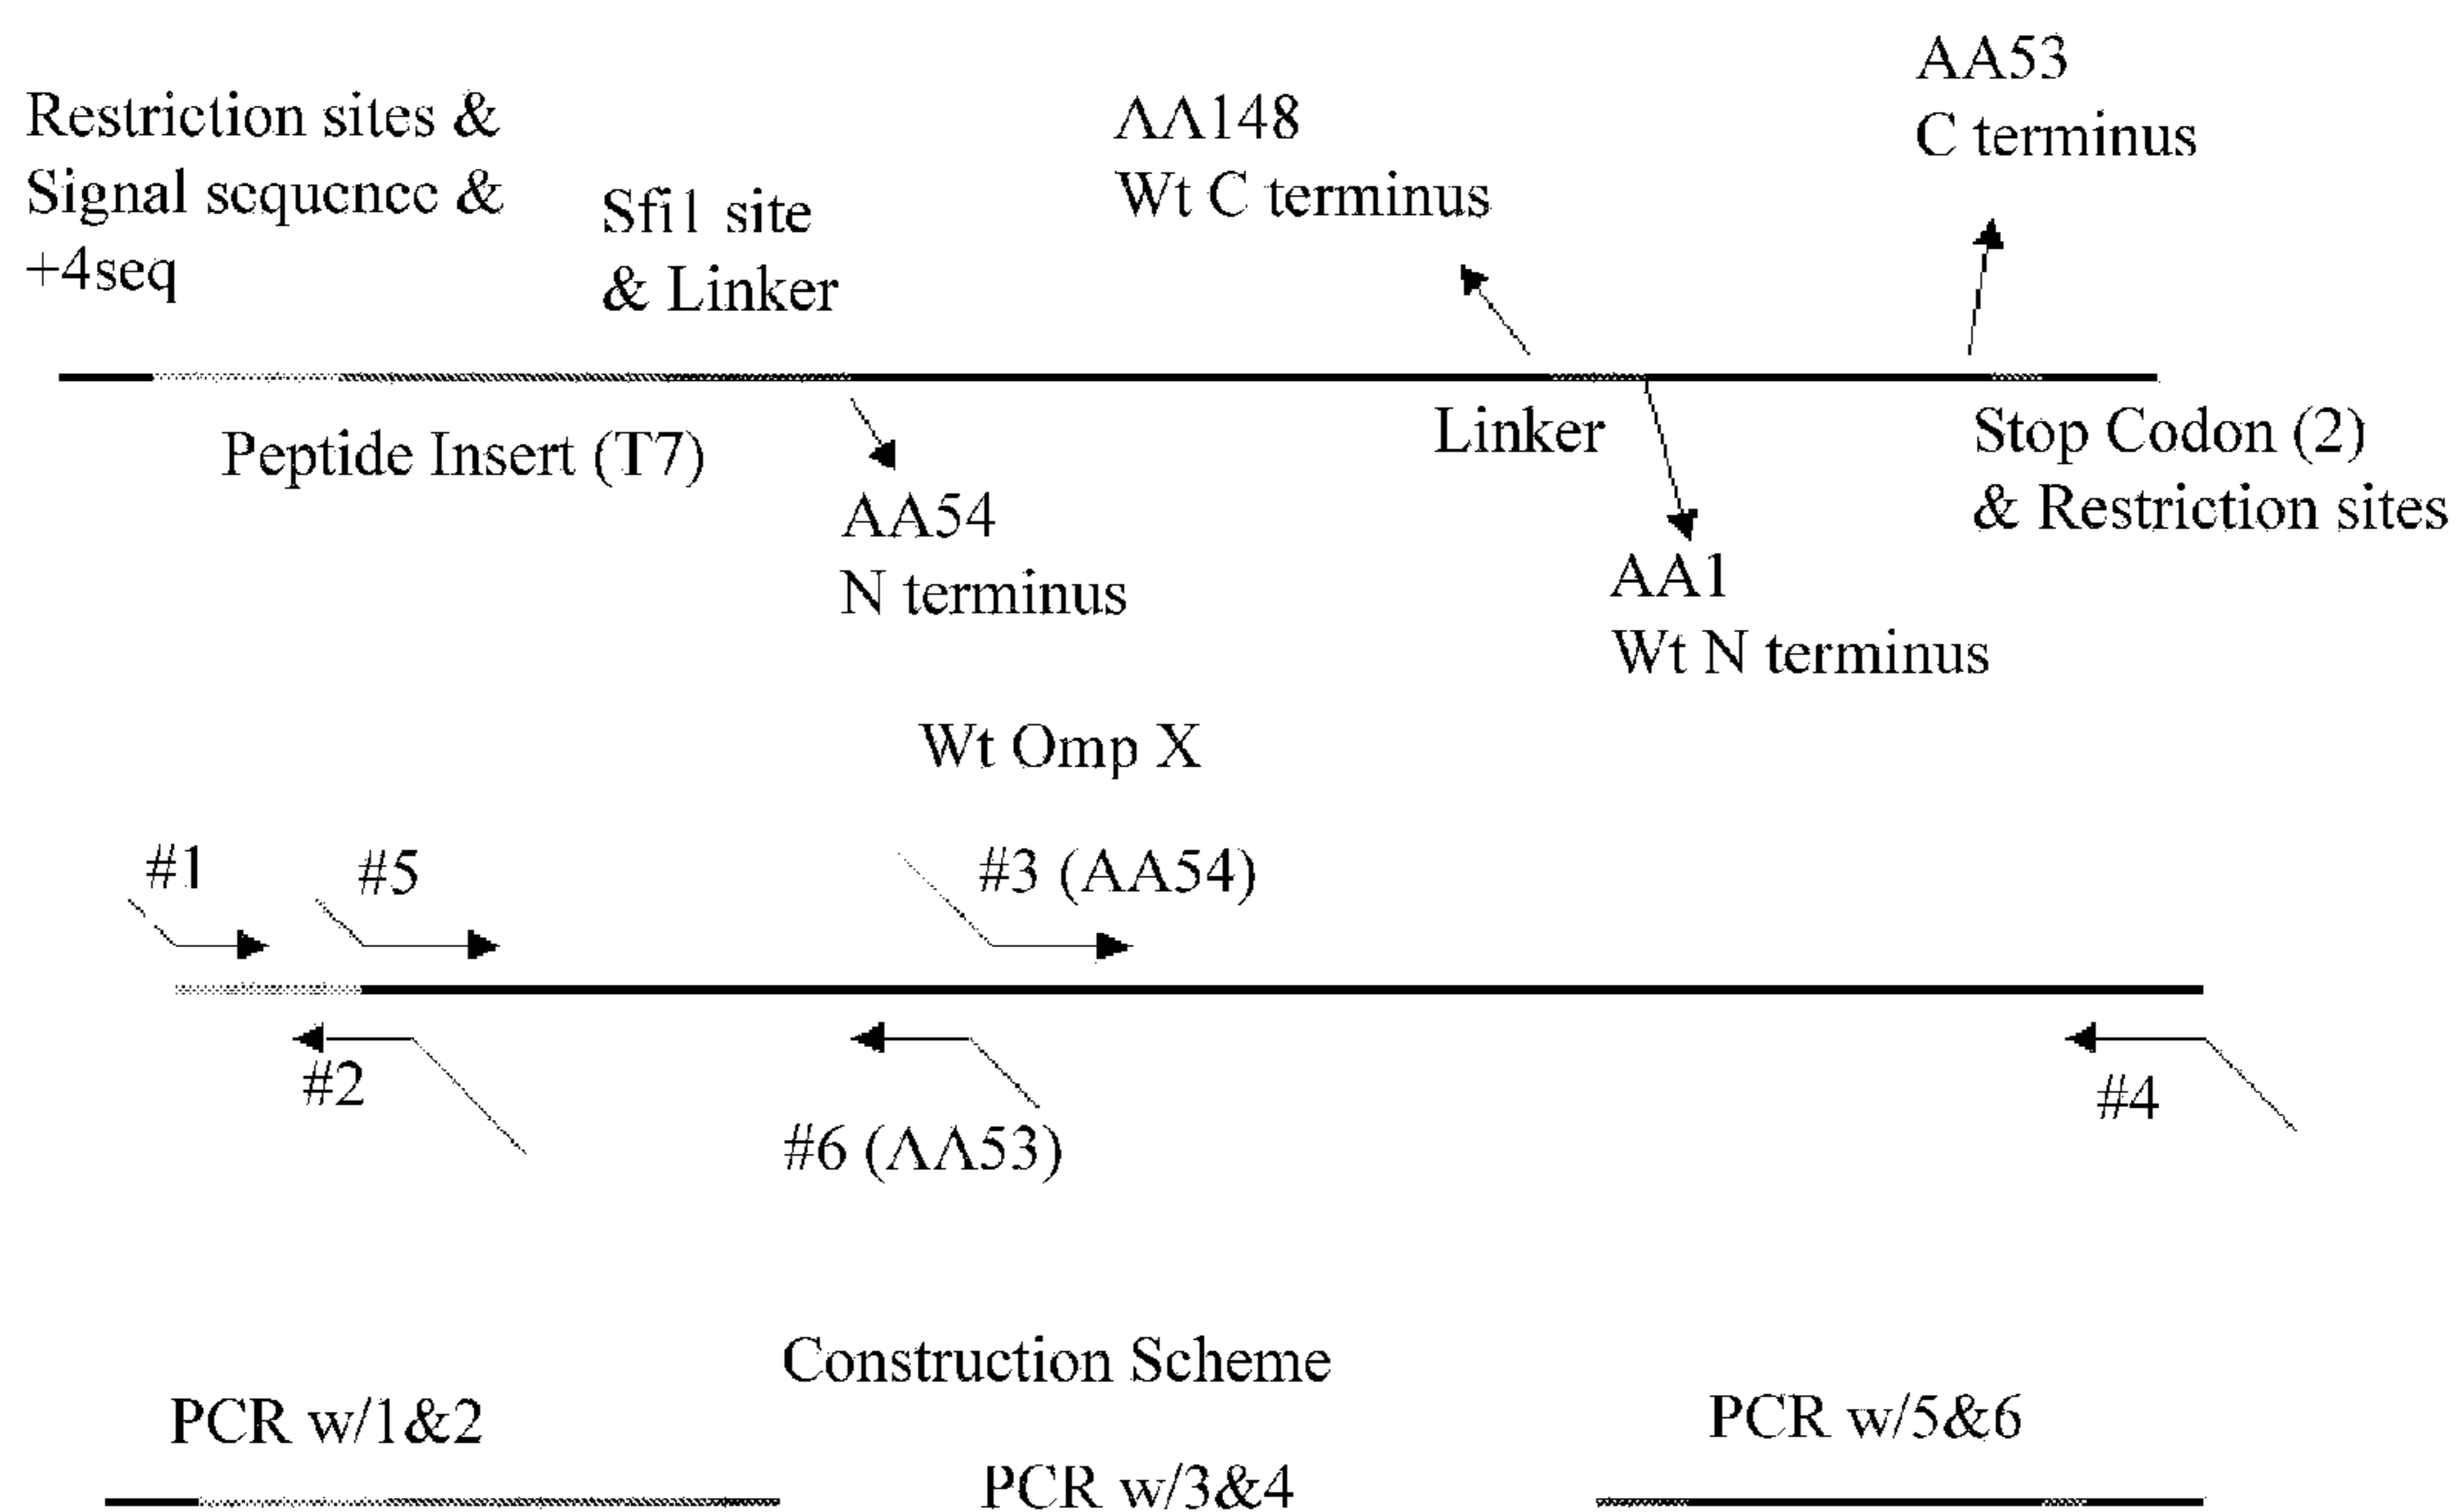 Restriction sites &
Signal sequence &
+4seq
Sfi1 site
& Linker
AA148
Wt C terminus
AA53
C terminus
Peptide Insert (T7)
AA54
N terminus
Linker
AA1
Wt N terminus
Stop Codon (2)
& Restriction sites
Wt Omp X
#1
#5
#3 (AA54)
#2
#6 (AA53)
#4
Construction Scheme
PCR w/1&2
PCR w/3&4
PCR w/5&6